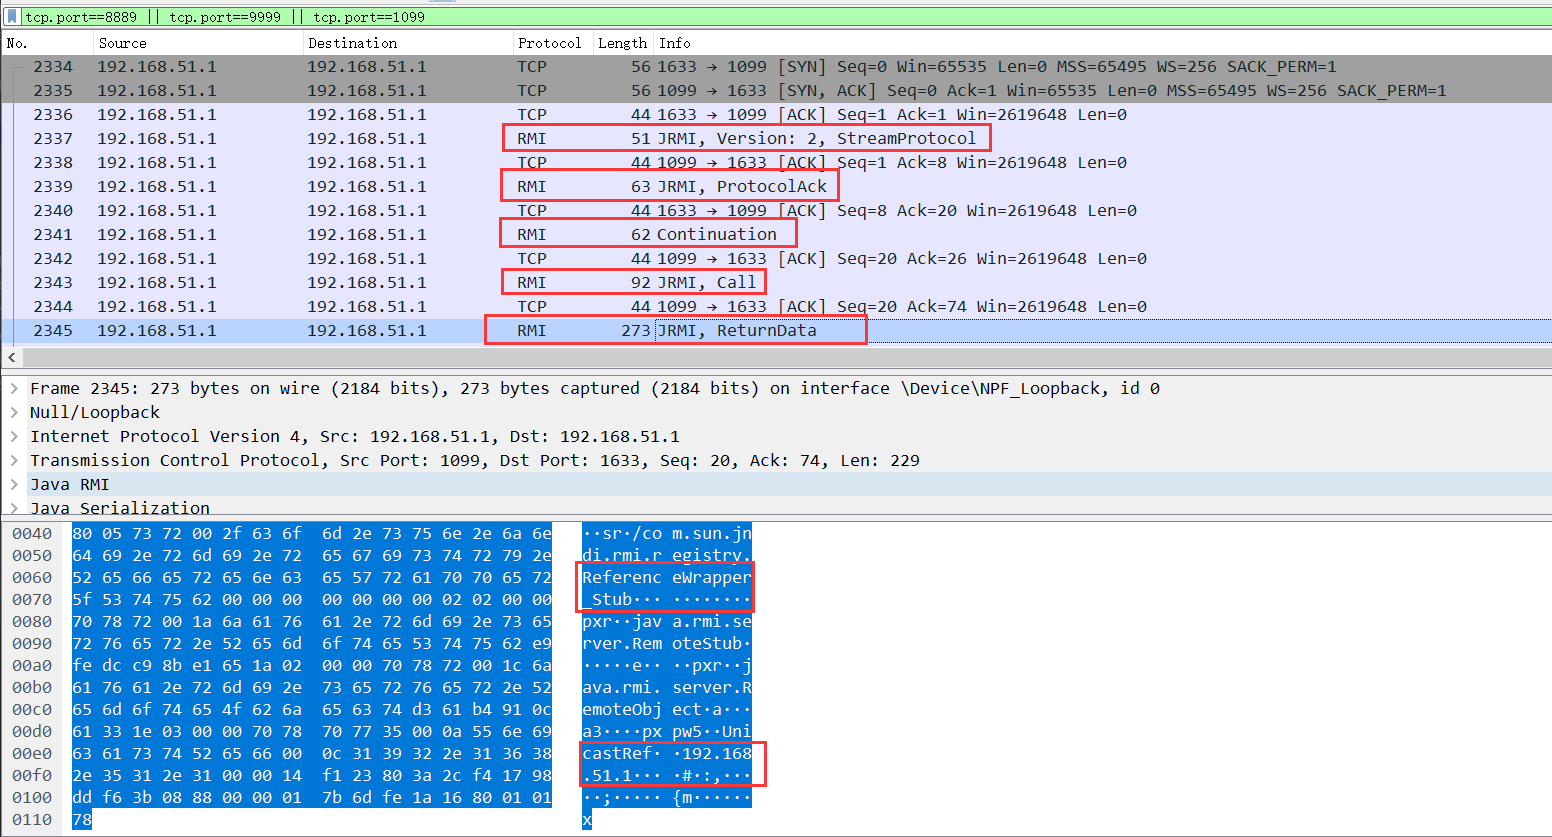 tcp.port==8889 || tcp.port==9999 || tcp.port==1099
No. Source Destination Protocol Length Info
2334 192.168.51.1 192.168.51.1 TCP 56 1633 → 1099 [SYN] Seq=0 Win=65535 Len=0 MSS=65495 WS=256 SACK_PERM=1
2335 192.168.51.1 192.168.51.1 TCP 56 1099 → 1633 [SYN, ACK] Seq=0 Ack=1 Win=65535 Len=0 MSS=65495 WS=256 SACK_PERM=1
2336 192.168.51.1 192.168.51.1 TCP 44 1633 → 1099 [ACK] Seq=1 Ack=1 Win=2619648 Len=0
2337 192.168.51.1 192.168.51.1 RMI 51 JRMI, Version: 2, StreamProtocol
2338 192.168.51.1 192.168.51.1 TCP 44 1099 → 1633 [ACK] Seq=1 Ack=8 Win=2619648 Len=0
2339 192.168.51.1 192.168.51.1 RMI 63 JRMI, ProtocolAck
2340 192.168.51.1 192.168.51.1 TCP 44 1633 → 1099 [ACK] Seq=8 Ack=20 Win=2619648 Len=0
2341 192.168.51.1 192.168.51.1 RMI 62 Continuation
2342 192.168.51.1 192.168.51.1 TCP 44 1099 → 1633 [ACK] Seq=20 Ack=26 Win=2619648 Len=0
2343 192.168.51.1 192.168.51.1 RMI 92 JRMI, Call
2344 192.168.51.1 192.168.51.1 TCP 44 1099 → 1633 [ACK] Seq=20 Ack=74 Win=2619648 Len=0
2345 192.168.51.1 192.168.51.1 RMI 273 JRMI, ReturnData
Frame 2345: 273 bytes on wire (2184 bits), 273 bytes captured (2184 bits) on interface \Device\NPF_Loopback, id 0
Null/Loopback
Internet Protocol Version 4, Src: 192.168.51.1, Dst: 192.168.51.1
Transmission Control Protocol, Src Port: 1099, Dst Port: 1633, Seq: 20, Ack: 74, Len: 229
Java RMI
Java Serialization
0040 80 05 73 72 00 2f 63 6f 6d 2e 73 75 6e 2e 6a 6e ··sr·/co m.sun.jn
0050 64 69 2e 72 6d 69 2e 72 65 67 69 73 74 72 79 2e di.rmi.r egistry.
0060 52 65 66 65 72 65 6e 63 65 57 72 61 70 70 65 72 Referenc eWrapper
0070 5f 53 74 75 62 00 00 00 00 00 00 00 02 02 00 00 _Stub··· ········
0080 70 78 72 00 1a 6a 61 76 61 2e 72 6d 69 2e 73 65 pxr··jav a.rmi.se
0090 72 76 65 72 2e 52 65 6d 6f 74 65 53 74 75 62 e9 rver.Rem oteStub·
00a0 fe dc c9 8b e1 65 1a 02 00 00 70 78 72 00 1c 6a ·····e·· ··pxr··j
00b0 61 76 61 2e 72 6d 69 2e 73 65 72 76 65 72 2e 52 ava.rmi. server.R
00c0 65 6d 6f 74 65 4f 62 6a 65 63 74 d3 61 b4 91 0c emoteObj ect·a···
00d0 61 33 1e 03 00 00 70 78 70 77 35 00 0a 55 6e 69 a3····px pw5··Uni
00e0 63 61 73 74 52 65 66 00 0c 31 39 32 2e 31 36 38 castRef· ·192.168
00f0 2e 35 31 2e 31 00 00 14 f1 23 80 3a 2c f4 17 98 .51.1··· ·#·:,···
0100 dd f6 3b 08 88 00 00 01 7b 6d fe 1a 16 80 01 01 ··;····· {m······
0110 78 x